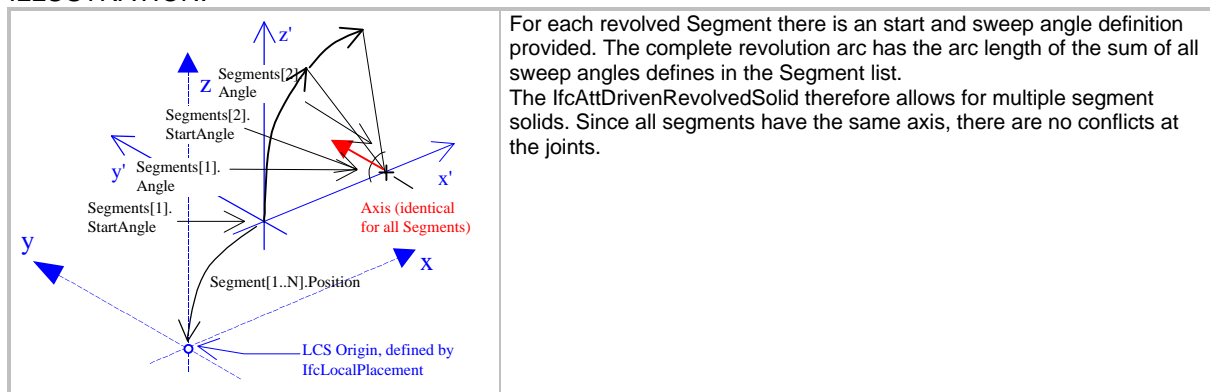 z'
Segments[2].
Angle
z
Segments[2].
StartAngle
y'
Segments[1].
Angle
x'
Segments[1].
StartAngle
Axis (identical
for all Segments)
y
x
Segment[1..N].Position
LCS Origin, defined by
IfcLocalPlacement
For each revolved Segment there is an start and sweep angle definition
provided. The complete revolution arc has the arc length of the sum of all
sweep angles defines in the Segment list.
The IfcAttDrivenRevolvedSolid therefore allows for multiple segment
solids. Since all segments have the same axis, there are no conflicts at
the joints.